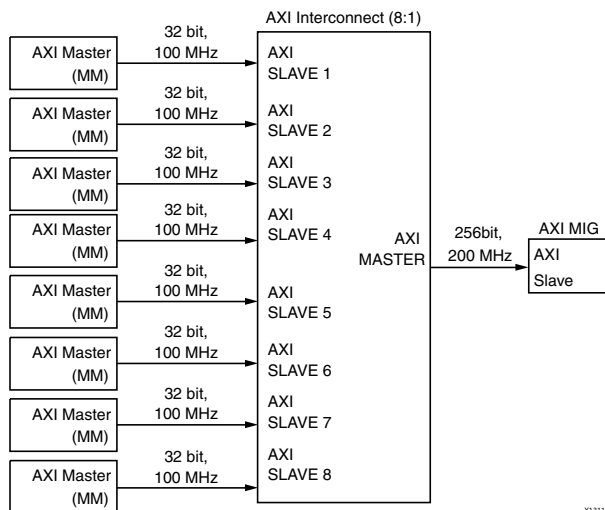 AXI Interconnect (8:1)
AXI Master
(MM)
32 bit,
100 MHz
AXI
SLAVE 1
AXI Master
(MM)
32 bit,
100 MHz
AXI
SLAVE 2
AXI Master
(MM)
32 bit,
100 MHz
AXI
SLAVE 3
AXI Master
(MM)
32 bit,
100 MHz
AXI
SLAVE 4
AXI Master
(MM)
32 bit,
100 MHz
AXI
SLAVE 5
AXI Master
(MM)
32 bit,
100 MHz
AXI
SLAVE 6
AXI Master
(MM)
32 bit,
100 MHz
AXI
SLAVE 7
AXI Master
(MM)
32 bit,
100 MHz
AXI
SLAVE 8
AXI
MASTER
256bit,
200 MHz
AXI MIG
AXI
Slave